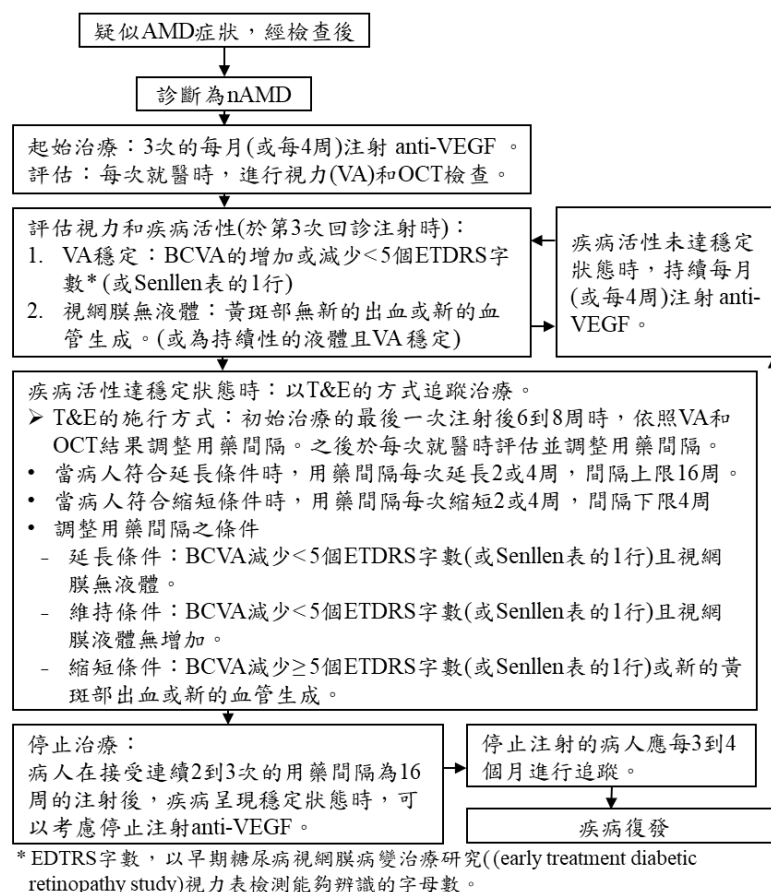 疑似AMD症狀，經檢查後
診斷為nAMD
起始治療：3次的每月(或每4周)注射 anti-VEGF 。
評估：每次就醫時，進行視力(VA)和OCT檢查。
評估視力和疾病活性(於第3次回診注射時)：
1. VA穩定：BCVA的增加或減少<5個ETDRS字
數* (或Senllen表的1行)
2. 視網膜無液體：黃斑部無新的出血或新的血
管生成。(或為持續性的液體且VA穩定)
疾病活性未達穩定
狀態時，持續每月
(或每4周)注射 anti-
VEGF。
疾病活性達穩定狀態時：以T&E的方式追蹤治療。
➢ T&E的施行方式：初始治療的最後一次注射後6到8周時，依照VA和
OCT結果調整用藥間隔。之後於每次就醫時評估並調整用藥間隔。
• 當病人符合延長條件時，用藥間隔每次延長2或4周，間隔上限16周。
• 當病人符合縮短條件時，用藥間隔每次縮短2或4周，間隔下限4周
• 調整用藥間隔之條件
- 延長條件：BCVA減少<5個ETDRS字數(或Senllen表的1行)且視網
膜無液體。
- 維持條件：BCVA減少<5個ETDRS字數(或Senllen表的1行)且視網
膜液體無增加。
- 縮短條件：BCVA減少≥5個ETDRS字數(或Senllen表的1行)或新的黃
斑部出血或新的血管生成。
停止治療：
病人在接受連續2到3次的用藥間隔為16
周的注射後，疾病呈現穩定狀態時，可
以考慮停止注射anti-VEGF。
停止注射的病人應每3到4
個月進行追蹤。
疾病復發
* EDTRS字數，以早期糖尿病視網膜病變治療研究((early treatment diabetic
retinopathy study)視力表檢測能夠辨識的字母數。